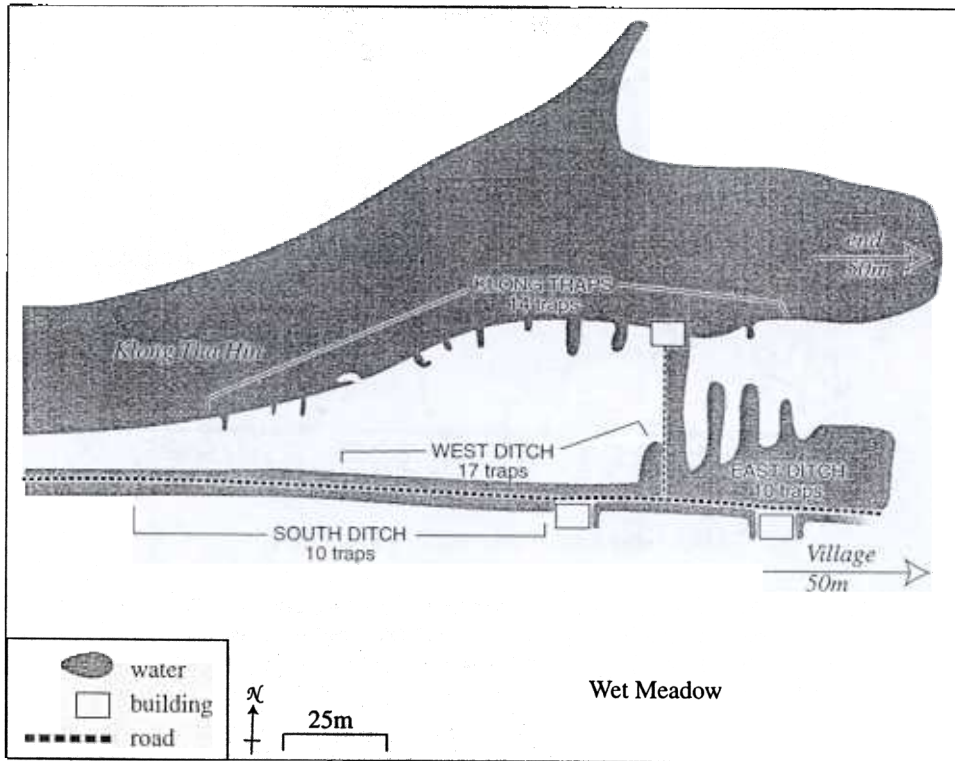 end
50m
KLONG TRAPS
14 traps
Klong Tha Hin
WEST DITCH
17 traps
EAST DITCH
10 traps
SOUTH DITCH
10 traps
Village
50m
water
building
road
N
25m
Wet Meadow